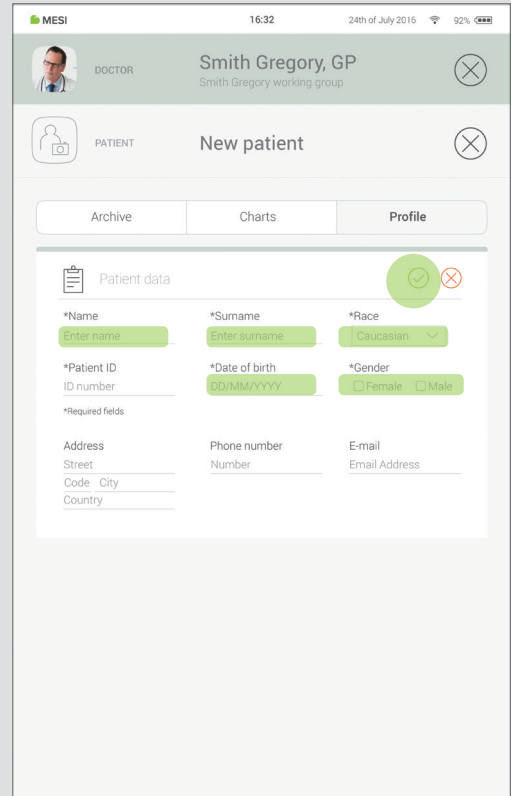 MESI 16:32 24th of July 2016 92%
DOCTOR Smith Gregory, GP
Smith Gregory working group
PATIENT New patient
Archive Charts Profile
Patient data
*Name *Surname *Race
Enter name Enter surname Caucasian
*Patient ID *Date of birth *Gender
ID number DD/MM/YYYY Female Male
*Required fields
Address Phone number E-mail
Street Number Email Address
Code City
Country